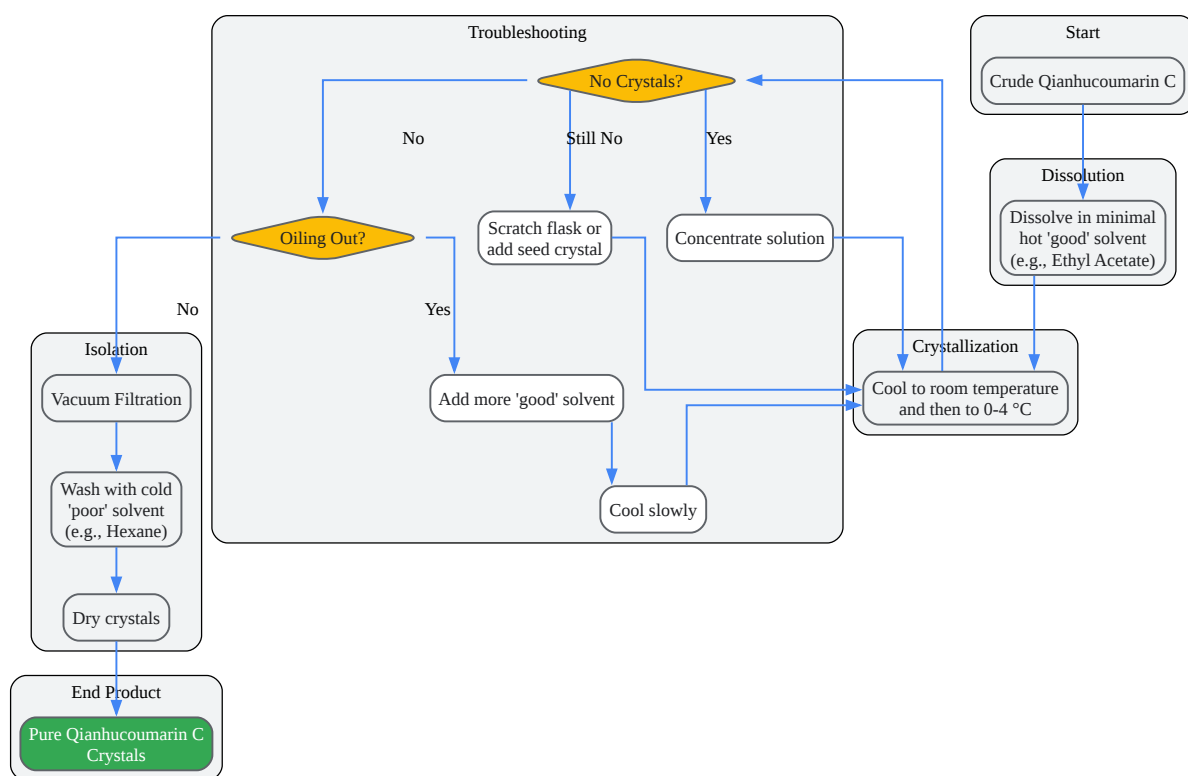 Troubleshooting
Start
No Crystals?
Crude Qianhucoumarin C
No
Still No
Yes
Dissolution
Oiling Out?
Scratch flask or
add seed crystal
Concentrate solution
Dissolve in minimal
hot 'good' solvent
(e.g., Ethyl Acetate)
No
Yes
Isolation
Crystallization
Vacuum Filtration
Add more 'good' solvent
Cool to room temperature
and then to 0-4 °C
Wash with cold
'poor' solvent
(e.g., Hexane)
Cool slowly
Dry crystals
End Product
Pure Qianhucoumarin C
Crystals